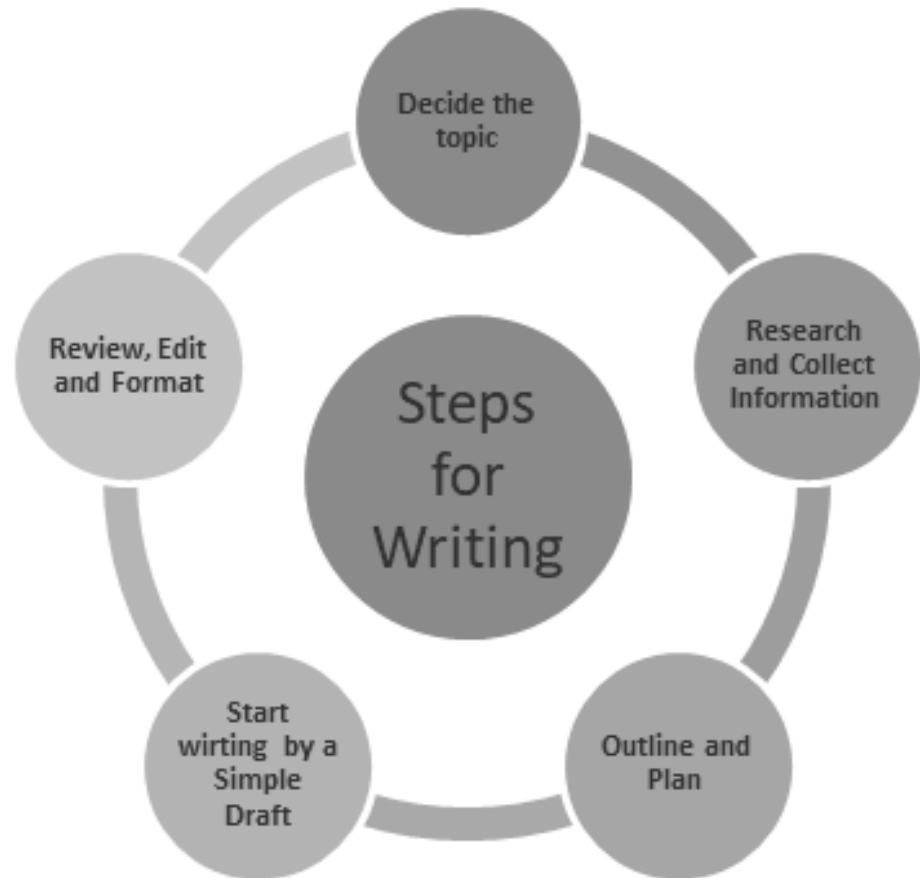 Decide the
topic
Research
and Collect
Information
Outline and
Plan
Start
wirting by a
Simple
Draft
Review, Edit
and Format
Steps
for
Writing